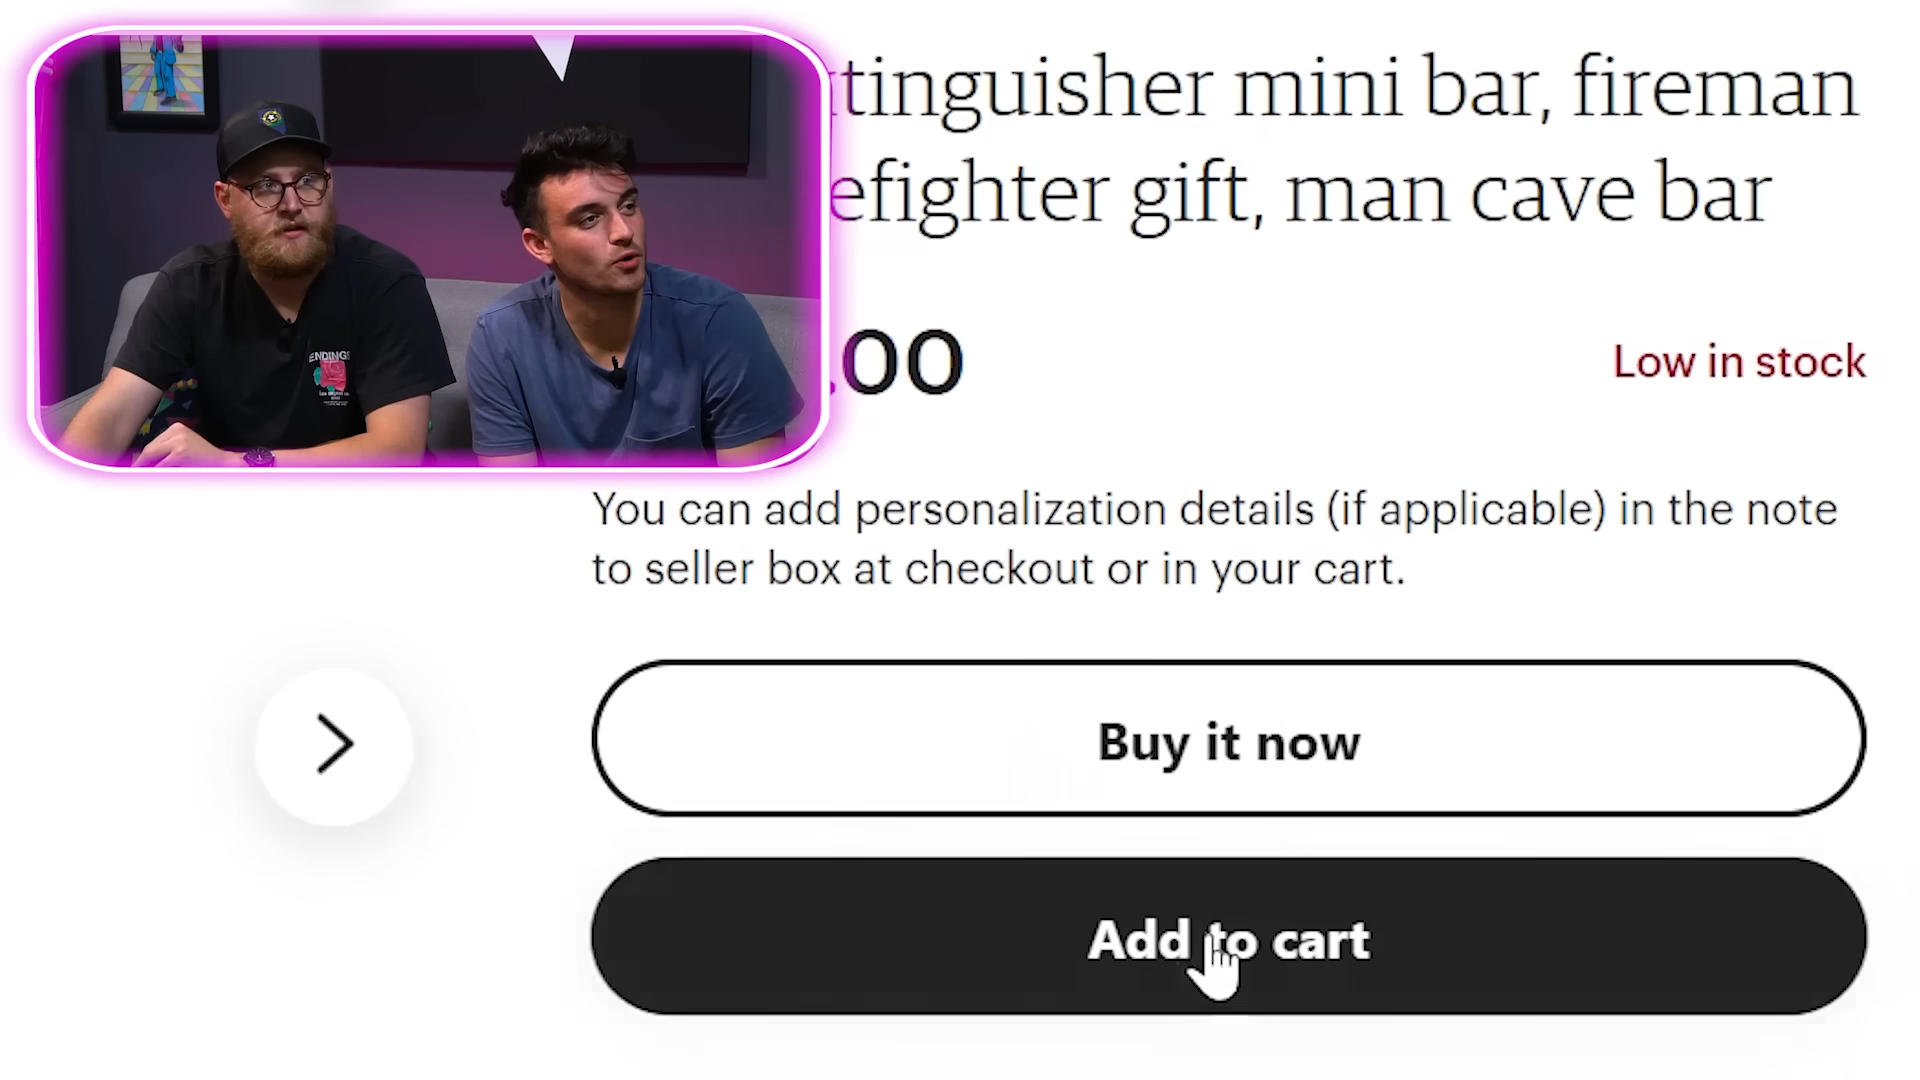 tinguisher mini bar, fireman
efighter gift, man cave bar
.00
Low in stock
You can add personalization details (if applicable) in the note
to seller box at checkout or in your cart.
Buy it now
Add to cart
ENDINGS